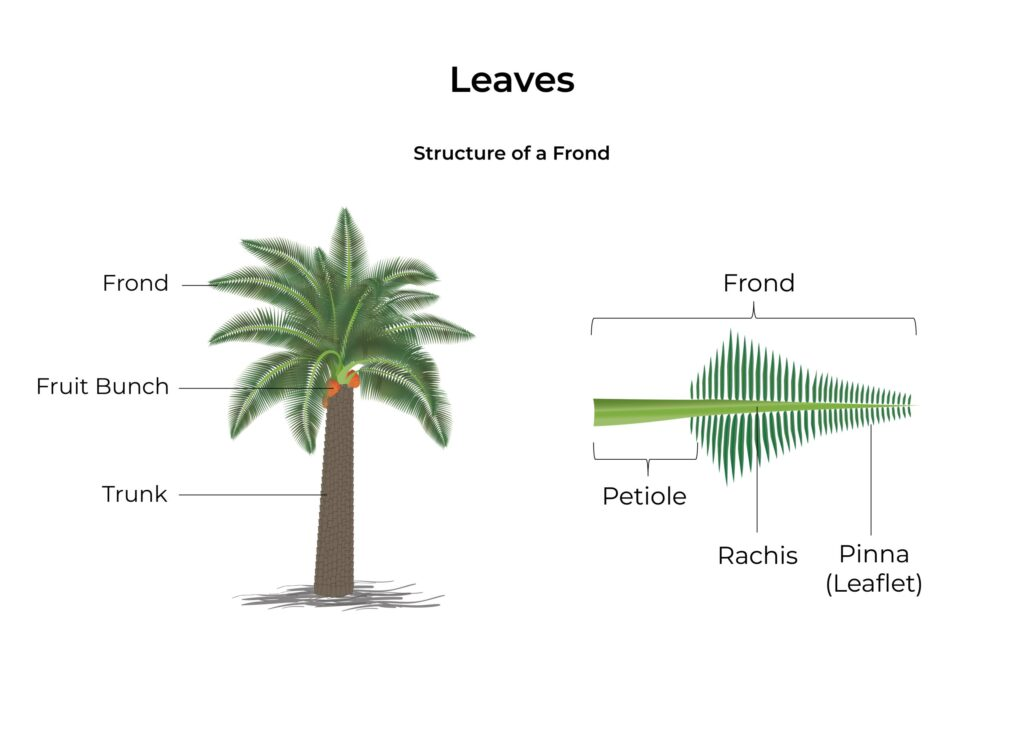 Leaves
Structure of a Frond
Frond
Fruit Bunch
Trunk
Frond
Petiole
Rachis
Pinna
(Leaflet)